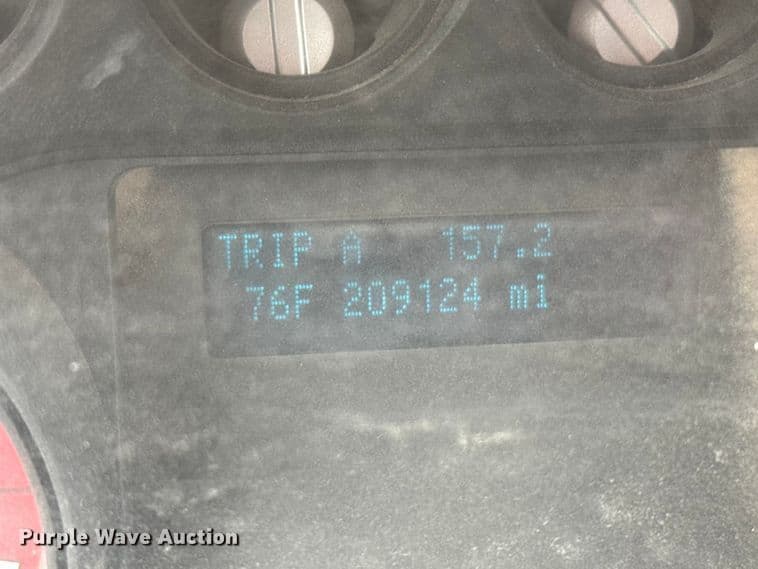 TRIP A 157.2
76F 209124 mi
Purple Wave Auction